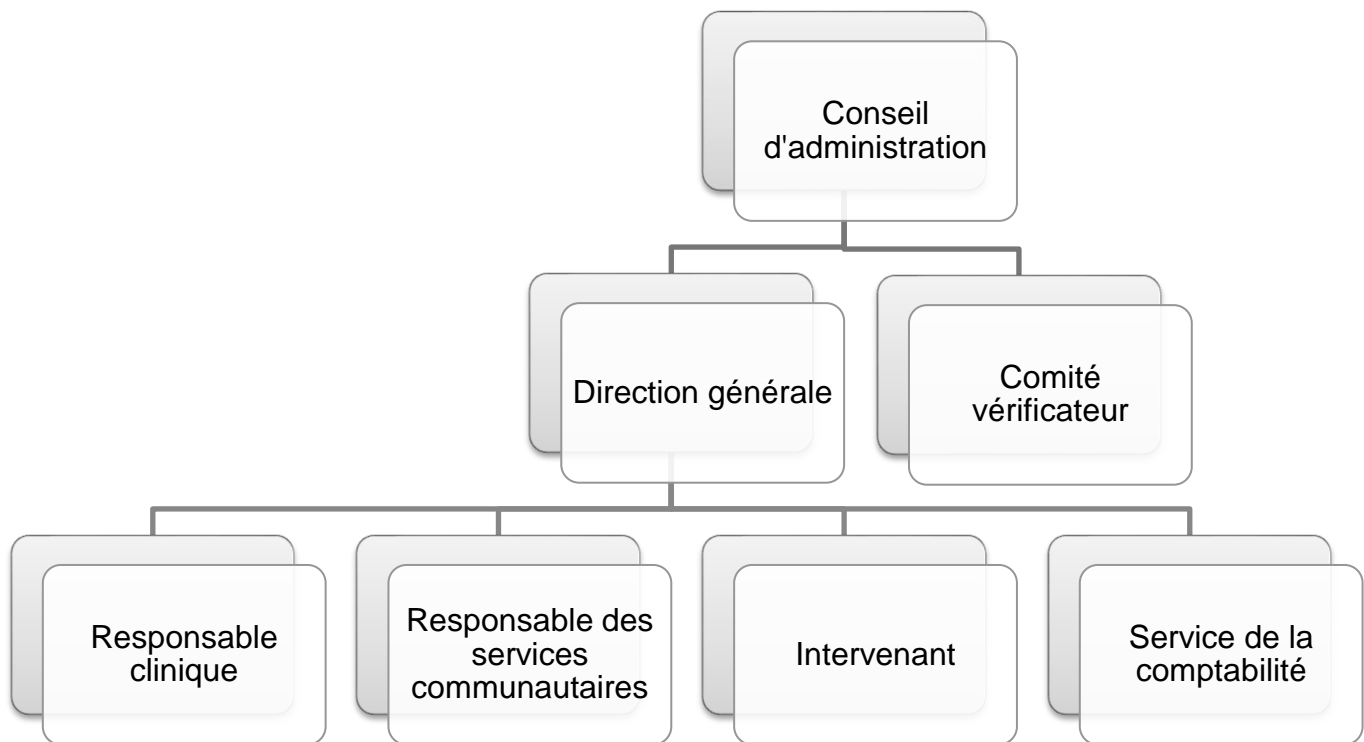 Conseil
d'administration
Direction générale
Comité
vérificateur
Responsable
clinique
Responsable des
services
communautaires
Intervenant
Service de la
comptabilité